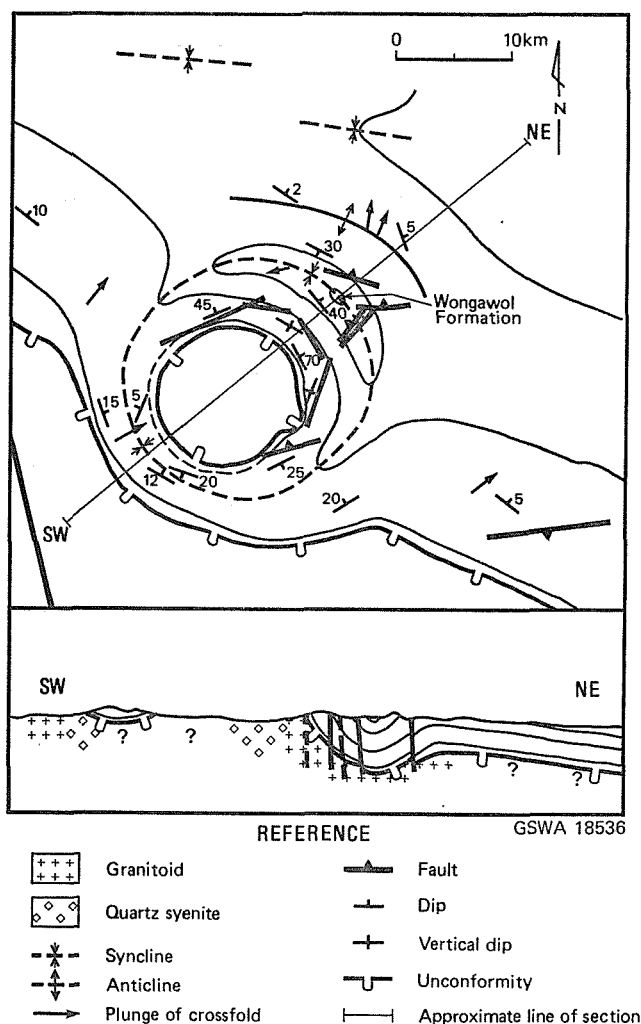 0 10km
N
NE
2
10
5
30
45
40
Wongawol
Formation
70
15 5
12 20 25
20 5
SW
SW NE
? ? ? ?
REFERENCE GSWA 18536
Granitoid Fault
Quartz syenite Dip
Syncline Vertical dip
Anticline Unconformity
Plunge of crossfold Approximate line of section